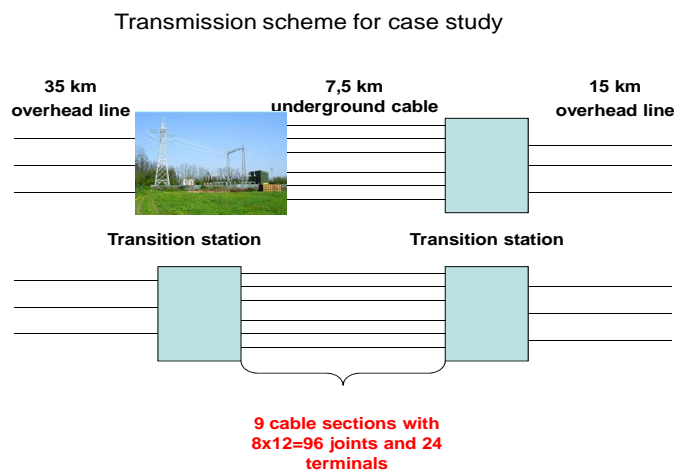 Transmission scheme for case study
35 km
overhead line
7,5 km
underground cable
15 km
overhead line
Transition station
Transition station
9 cable sections with
8x12=96 joints and 24
terminals